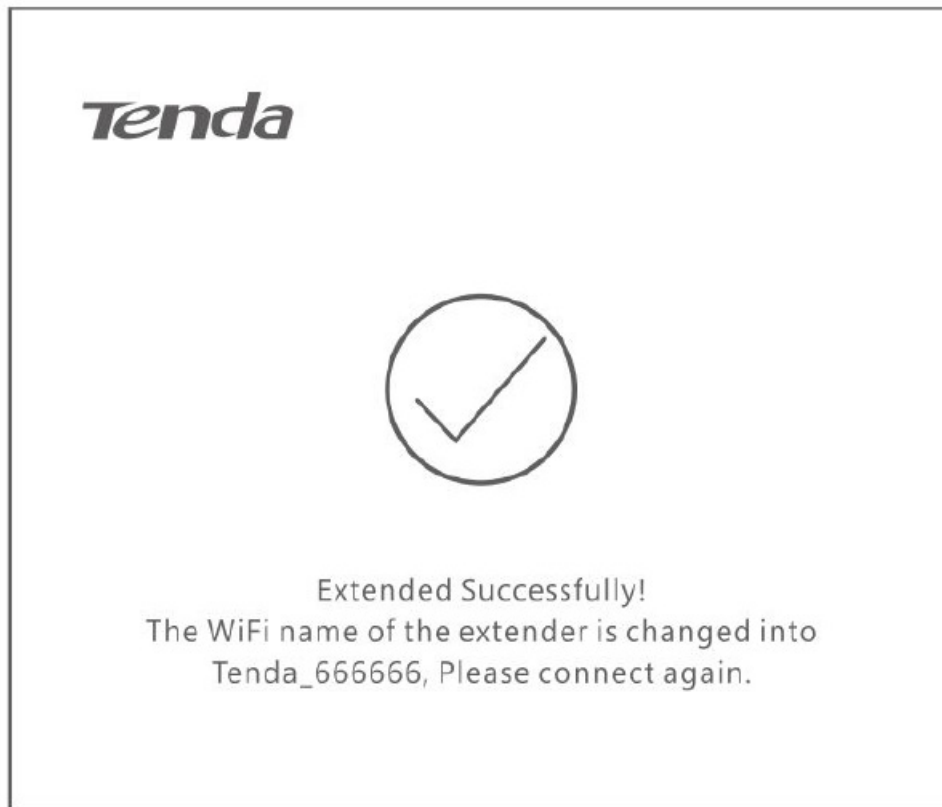 Tenda
Extended Successfully!
The WiFi name of the extender is changed into
Tenda_666666, Please connect again.